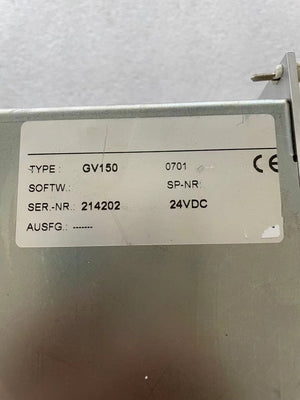 TYPE : GV150 0701 CE
SOFTW.: SP-NR:
SER.-NR.: 214202 24VDC
AUSFG.: -------